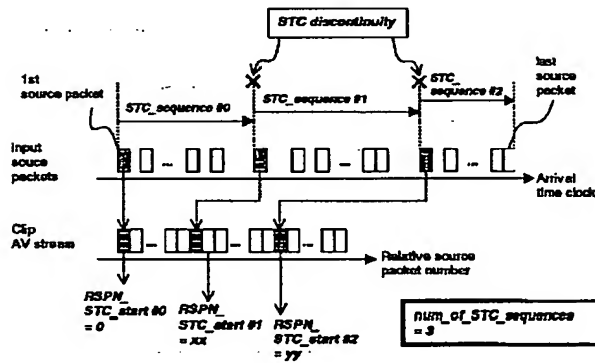 STC discontinuity
1st
source packet
STC_sequence #0
STC_sequence #1
STC_
sequence #2
last
source
packet
Input
souce
packets
...
...
...
Arrival
time clock
Clip
AV stream
...
...
...
Relative source
packet number
RSPN_
STC_start #0
= 0
RSPN_
STC_start #1
= xx
RSPN_
STC_start #2
= yy
num_of_STC_sequences
= 3